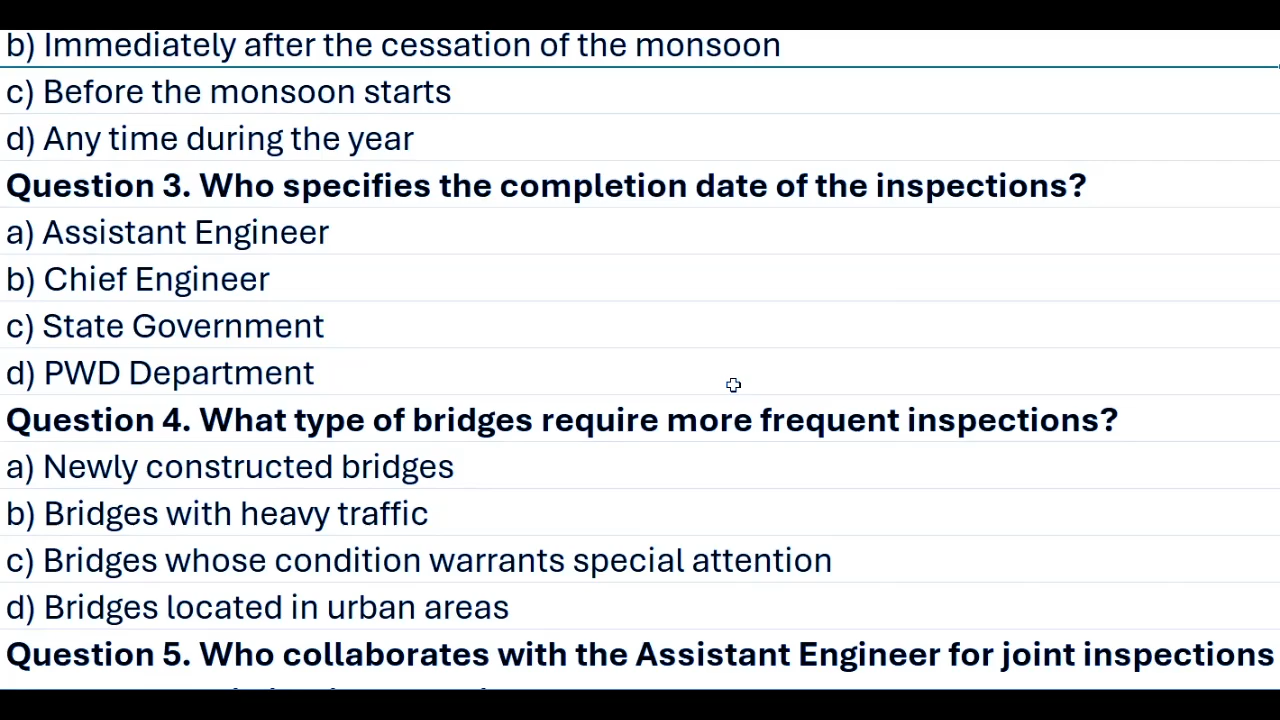 b) Immediately after the cessation of the monsoon
c) Before the monsoon starts
d) Any time during the year
Question 3. Who specifies the completion date of the inspections?
a) Assistant Engineer
b) Chief Engineer
c) State Government
d) PWD Department
Question 4. What type of bridges require more frequent inspections?
a) Newly constructed bridges
b) Bridges with heavy traffic
c) Bridges whose condition warrants special attention
d) Bridges located in urban areas
Question 5. Who collaborates with the Assistant Engineer for joint inspections